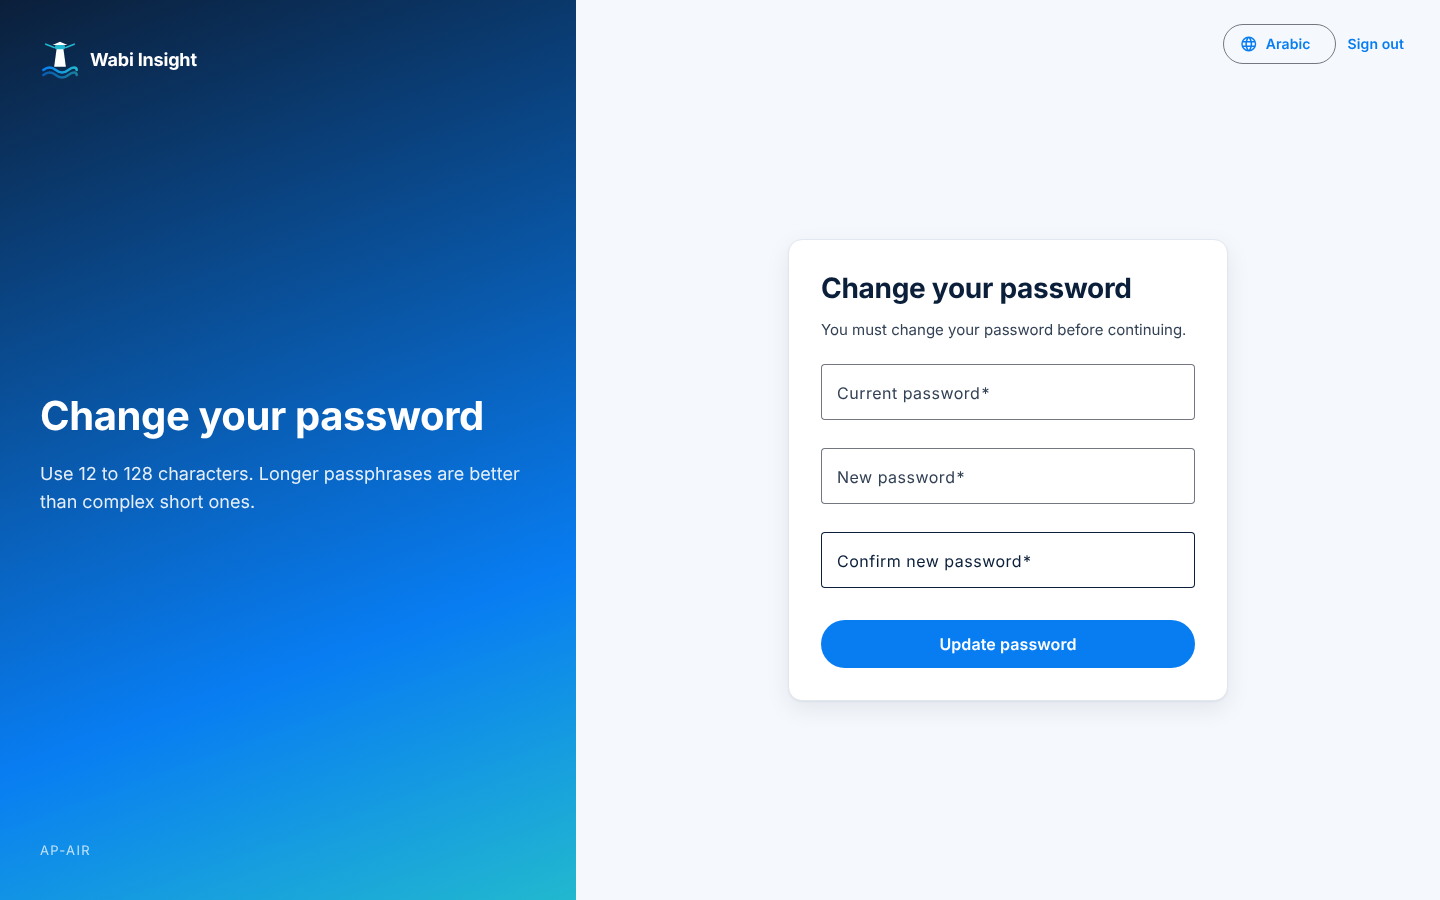 Wabi Insight
Arabic
Sign out
Change your password
Use 12 to 128 characters. Longer passphrases are better
than complex short ones.
AP-AIR
Change your password
You must change your password before continuing.
Current password*
New password*
Confirm new password*
Update password